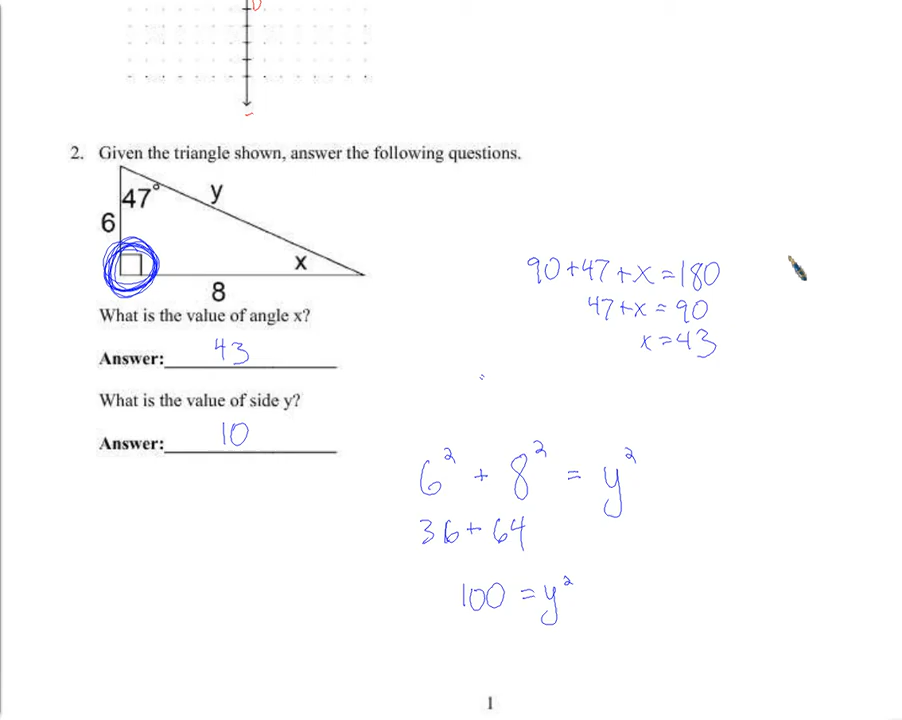 2. Given the triangle shown, answer the following questions.
47°
y
6
x
8
90+47+x=180
47+x=90
x=43
What is the value of angle x?
Answer: 43
What is the value of side y?
Answer: 10
6² + 8² = y²
36+64
100 = y²
1